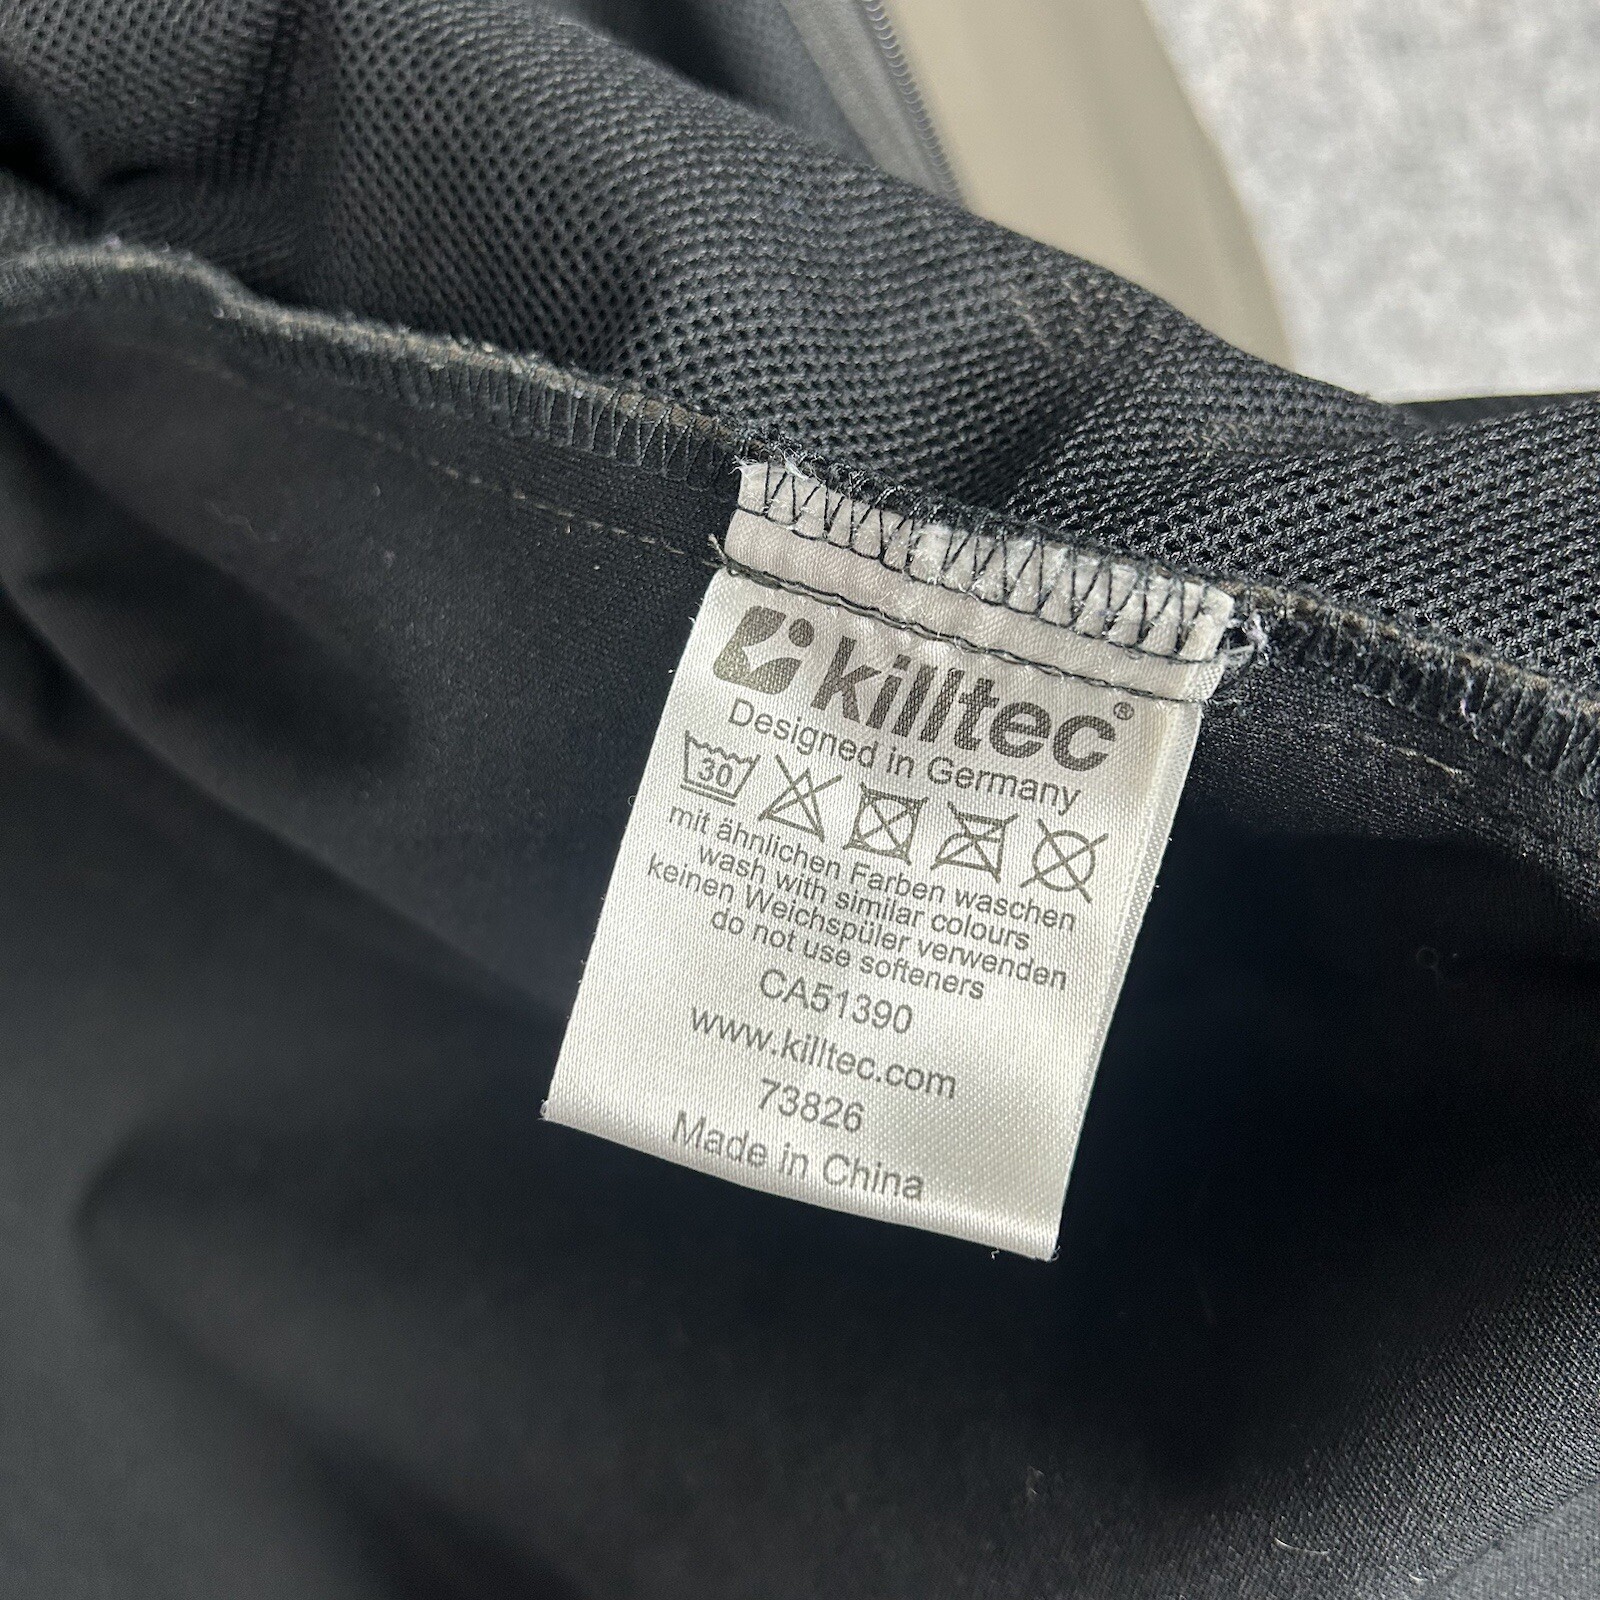 killtec®
Designed in Germany
30
mit ähnlichen Farben waschen
wash with similar colours
keinen Weichspüler verwenden
do not use softeners
CA51390
www.killtec.com
73826
Made in China